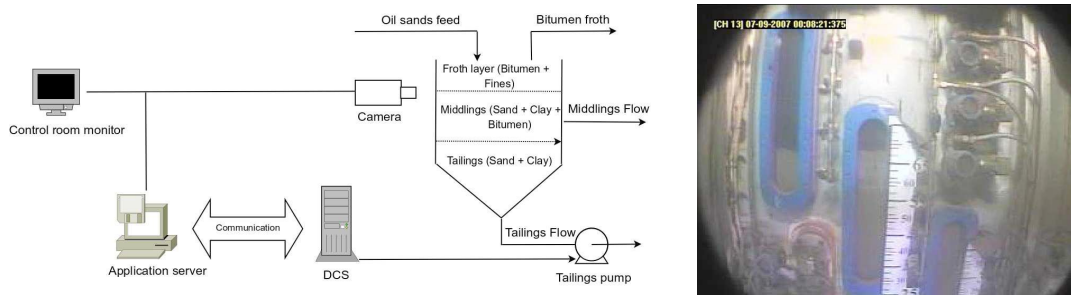 Oil sands feed
Bitumen froth
Froth layer (Bitumen +
Fines)
Middlings (Sand + Clay +
Bitumen)
Middlings Flow
Tailings (Sand + Clay)
Tailings Flow
Tailings pump
Camera
Control room monitor
Communication
Application server
DCS
[CH 13] 07-09-2007 00:08:21:375